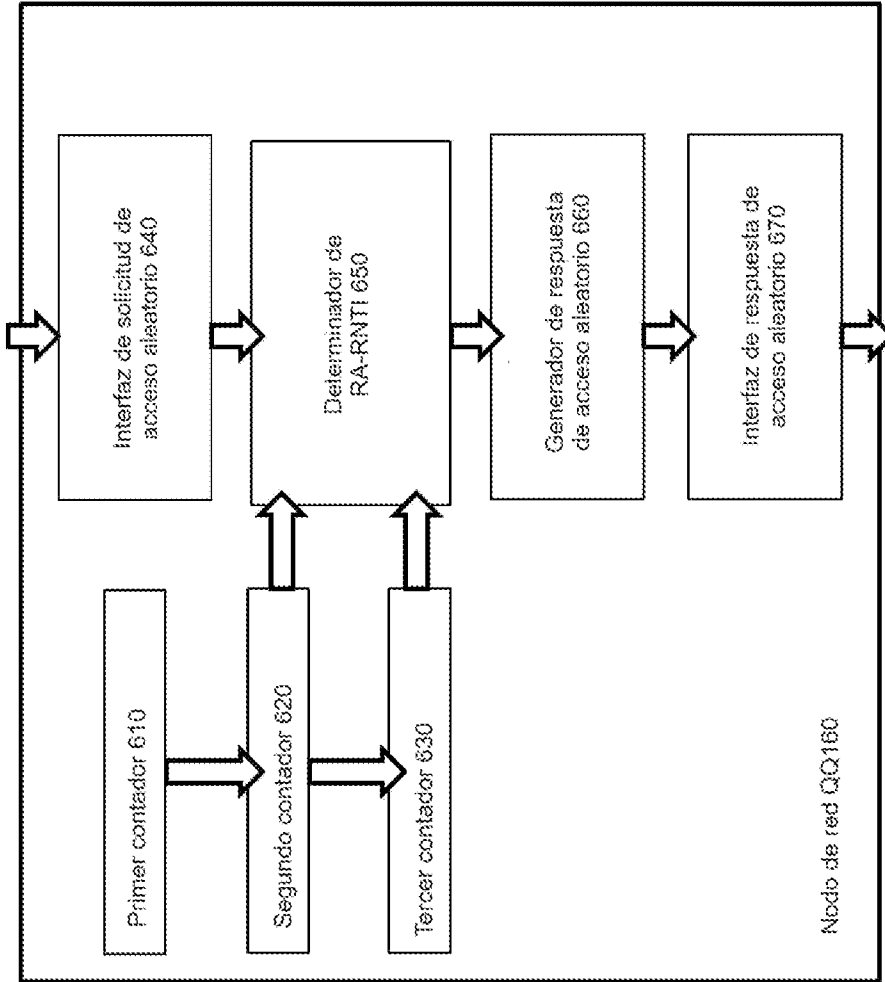 Primer contador 610
Segundo contador 620
Tercer contador 630
Nodo de red QQ160
Interfaz de solicitud de
acceso aleatorio 640
Determinador de
RA-RNTI 650
Generador de respuesta
de acceso aleatorio 660
Interfaz de respuesta de
acceso aleatorio 670